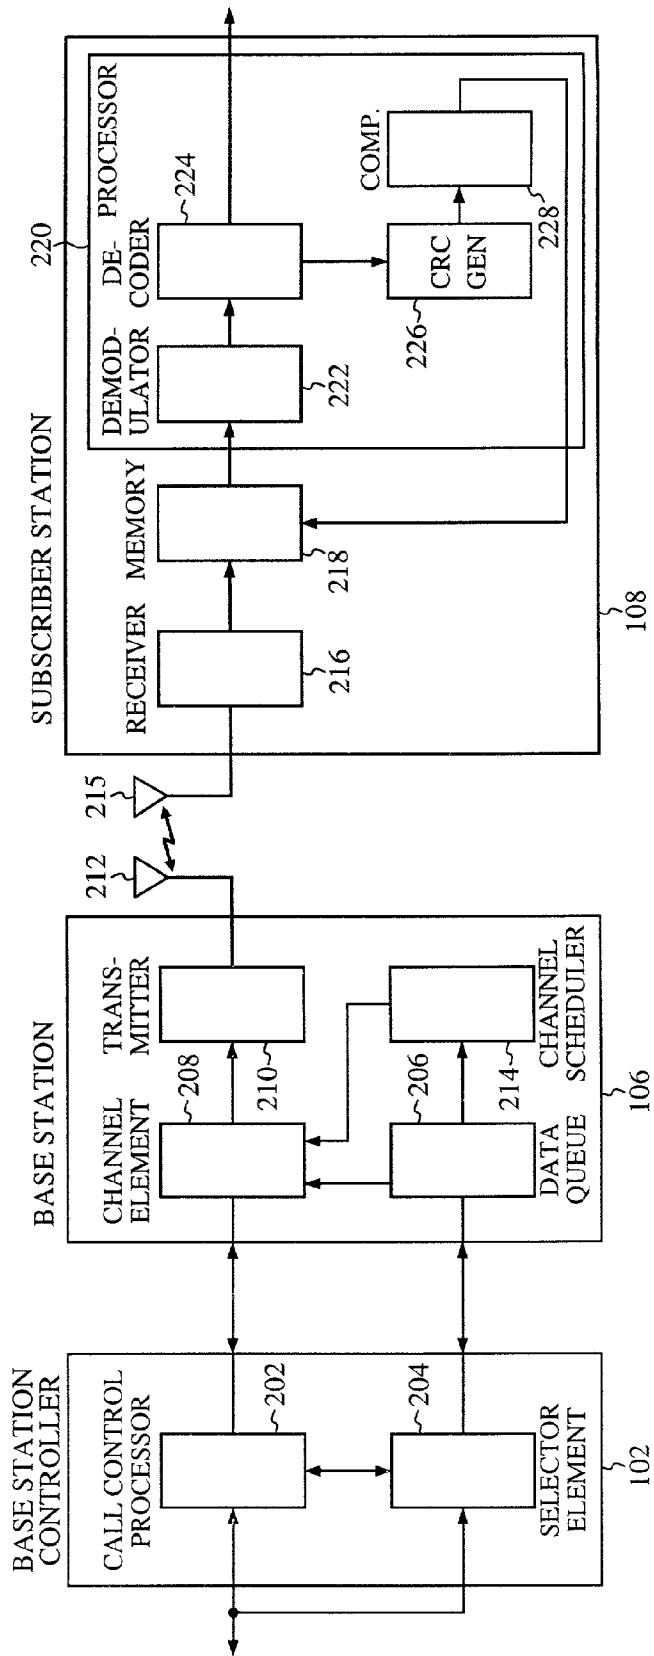 BASE STATION
CONTROLLER
CALL CONTROL
PROCESSOR
202
204
SELECTOR
ELEMENT
102
BASE STATION
CHANNEL
ELEMENT
208
TRANS-
MITTER
210
206
DATA
QUEUE
214
CHANNEL
SCHEDULER
106
212
215
SUBSCRIBER STATION
RECEIVER
216
MEMORY
218
220
PROCESSOR
DEMOD-
ULATOR
222
DE-
CODER
224
CRC
GEN
226
COMP.
228
108